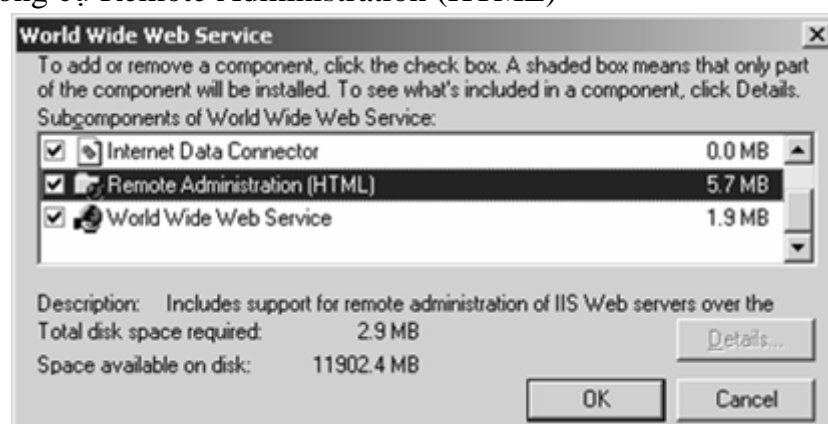 Remote Administration (HTML)
World Wide Web Service
To add or remove a component, click the check box. A shaded box means that only part
of the component will be installed. To see what's included in a component, click Details.
Subcomponents of World Wide Web Service:
Internet Data Connector 0.0 MB
Remote Administration (HTML) 5.7 MB
World Wide Web Service 1.9 MB
Description: Includes support for remote administration of IIS Web servers over the
Total disk space required: 2.9 MB
Details...
Space available on disk: 11902.4 MB
OK Cancel